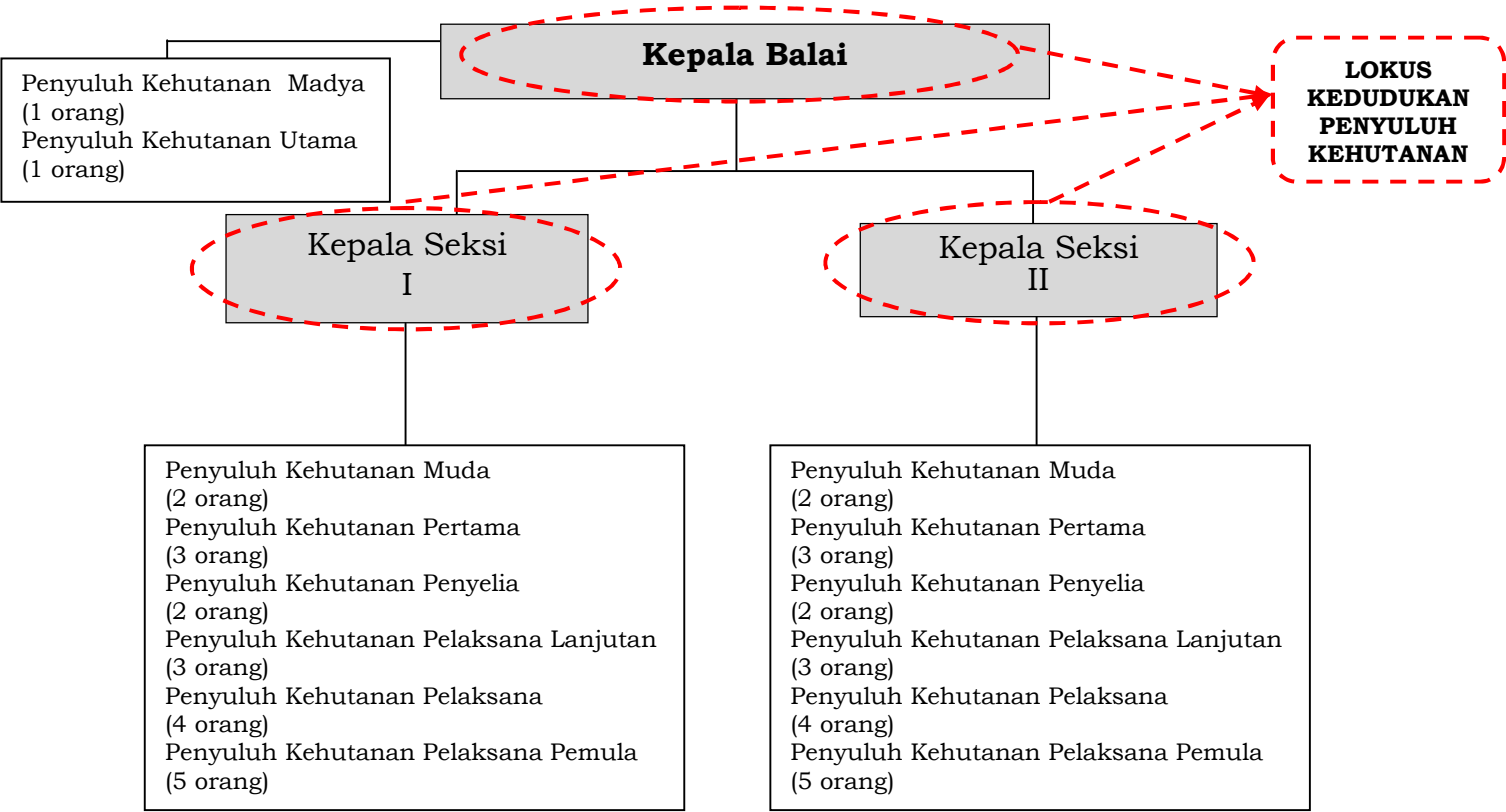 Kepala Balai
Penyuluh Kehutanan  Madya
(1 orang)
Penyuluh Kehutanan Utama
(1 orang)
LOKUS
KEDUDUKAN
PENYULUH
KEHUTANAN
Kepala Seksi
I
Kepala Seksi
II
Penyuluh Kehutanan Muda
(2 orang)
Penyuluh Kehutanan Pertama
(3 orang)
Penyuluh Kehutanan Penyelia
(2 orang)
Penyuluh Kehutanan Pelaksana Lanjutan
(3 orang)
Penyuluh Kehutanan Pelaksana
(4 orang)
Penyuluh Kehutanan Pelaksana Pemula
(5 orang)
Penyuluh Kehutanan Muda
(2 orang)
Penyuluh Kehutanan Pertama
(3 orang)
Penyuluh Kehutanan Penyelia
(2 orang)
Penyuluh Kehutanan Pelaksana Lanjutan
(3 orang)
Penyuluh Kehutanan Pelaksana
(4 orang)
Penyuluh Kehutanan Pelaksana Pemula
(5 orang)